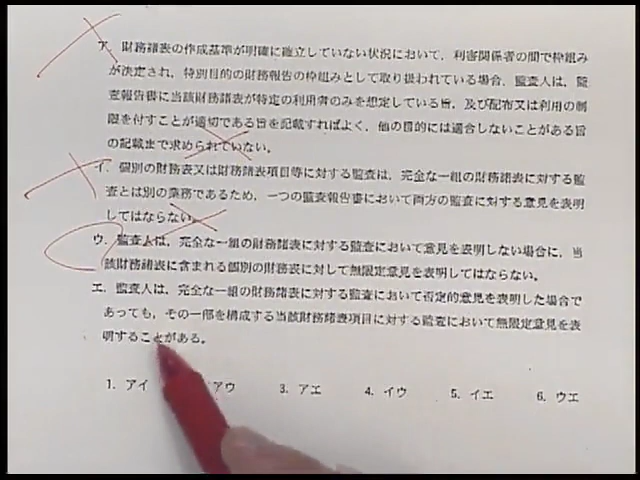 ア. 財務諸表の作成基準が明確に確立していない状況において，利害関係者の間で枠組み
が決定され，特別目的の財務報告の枠組みとして取り扱われている場合，監査人は，監
査報告書に当該財務諸表が特定の利用者のみを想定している旨，及び配布又は利用の制
限を付すことが適切である旨を記載すればよく，他の目的には適合しないことがある旨
の記載まで求められていない。
イ. 個別の財務表又は財務諸表項目等に対する監査は，完全な一組の財務諸表に対する監
査とは別の業務であるため，一つの監査報告書において両方の監査に対する意見を表明
してはならない。
ウ. 監査人は，完全な一組の財務諸表に対する監査において意見を表明しない場合に，当
該財務諸表に含まれる個別の財務表に対して無限定意見を表明してはならない。
エ. 監査人は，完全な一組の財務諸表に対する監査において否定的意見を表明した場合で
あっても，その一部を構成する当該財務諸表項目に対する監査において無限定意見を表
明することがある。
1. アイ アウ 3. アエ 4. イウ 5. イエ 6. ウエ